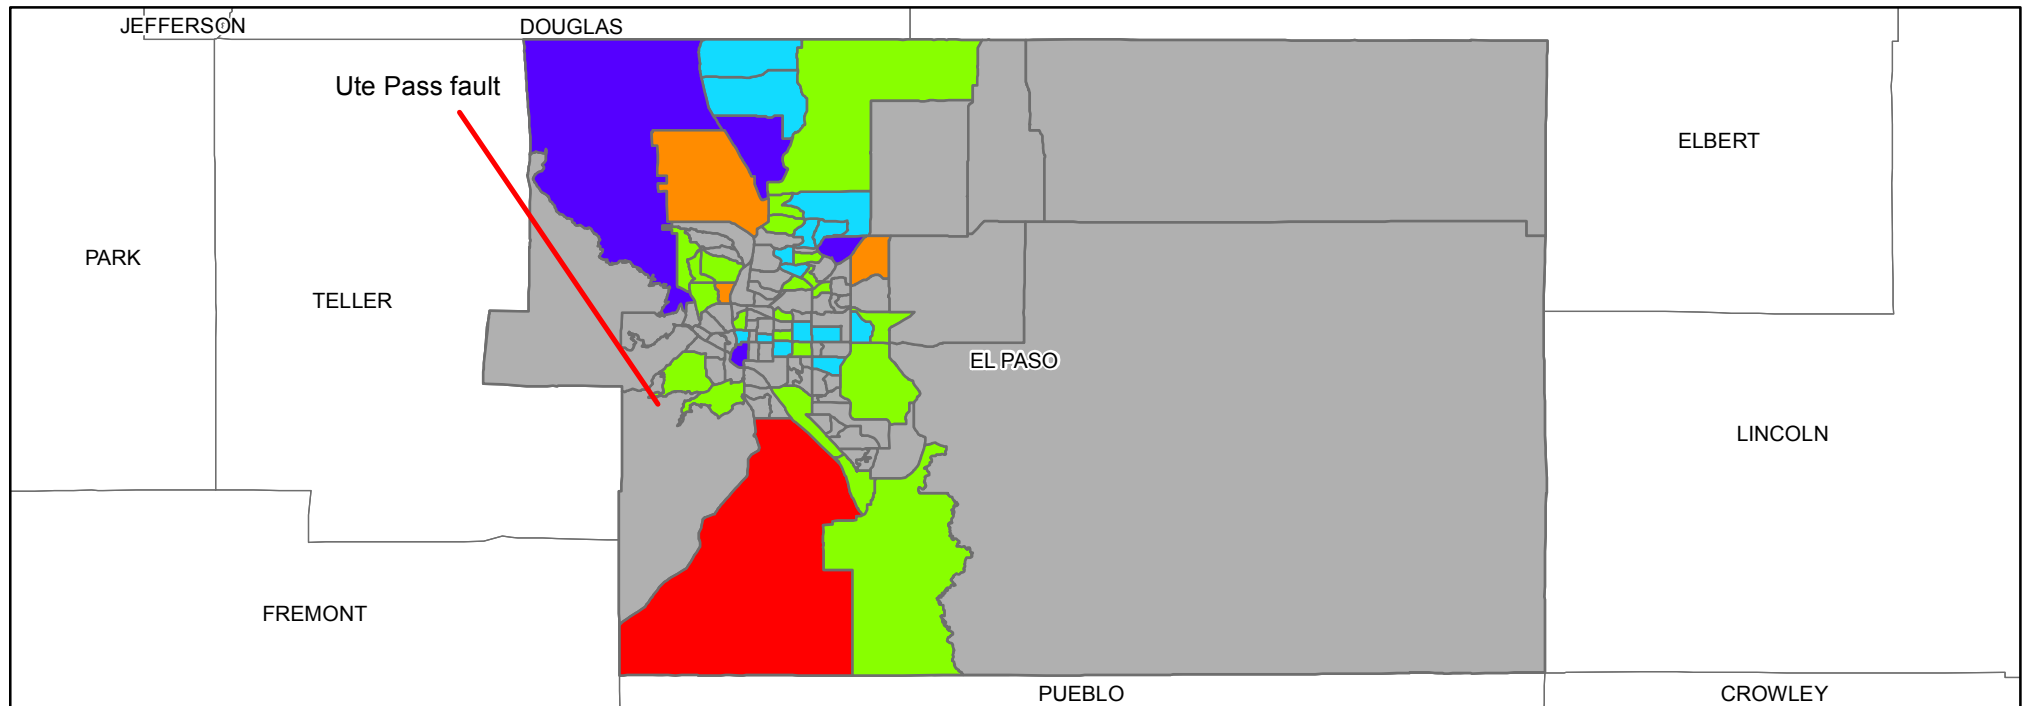 JEFFERSON
DOUGLAS
Ute Pass fault
ELBERT
PARK
TELLER
EL PASO
LINCOLN
FREMONT
PUEBLO
CROWLEY